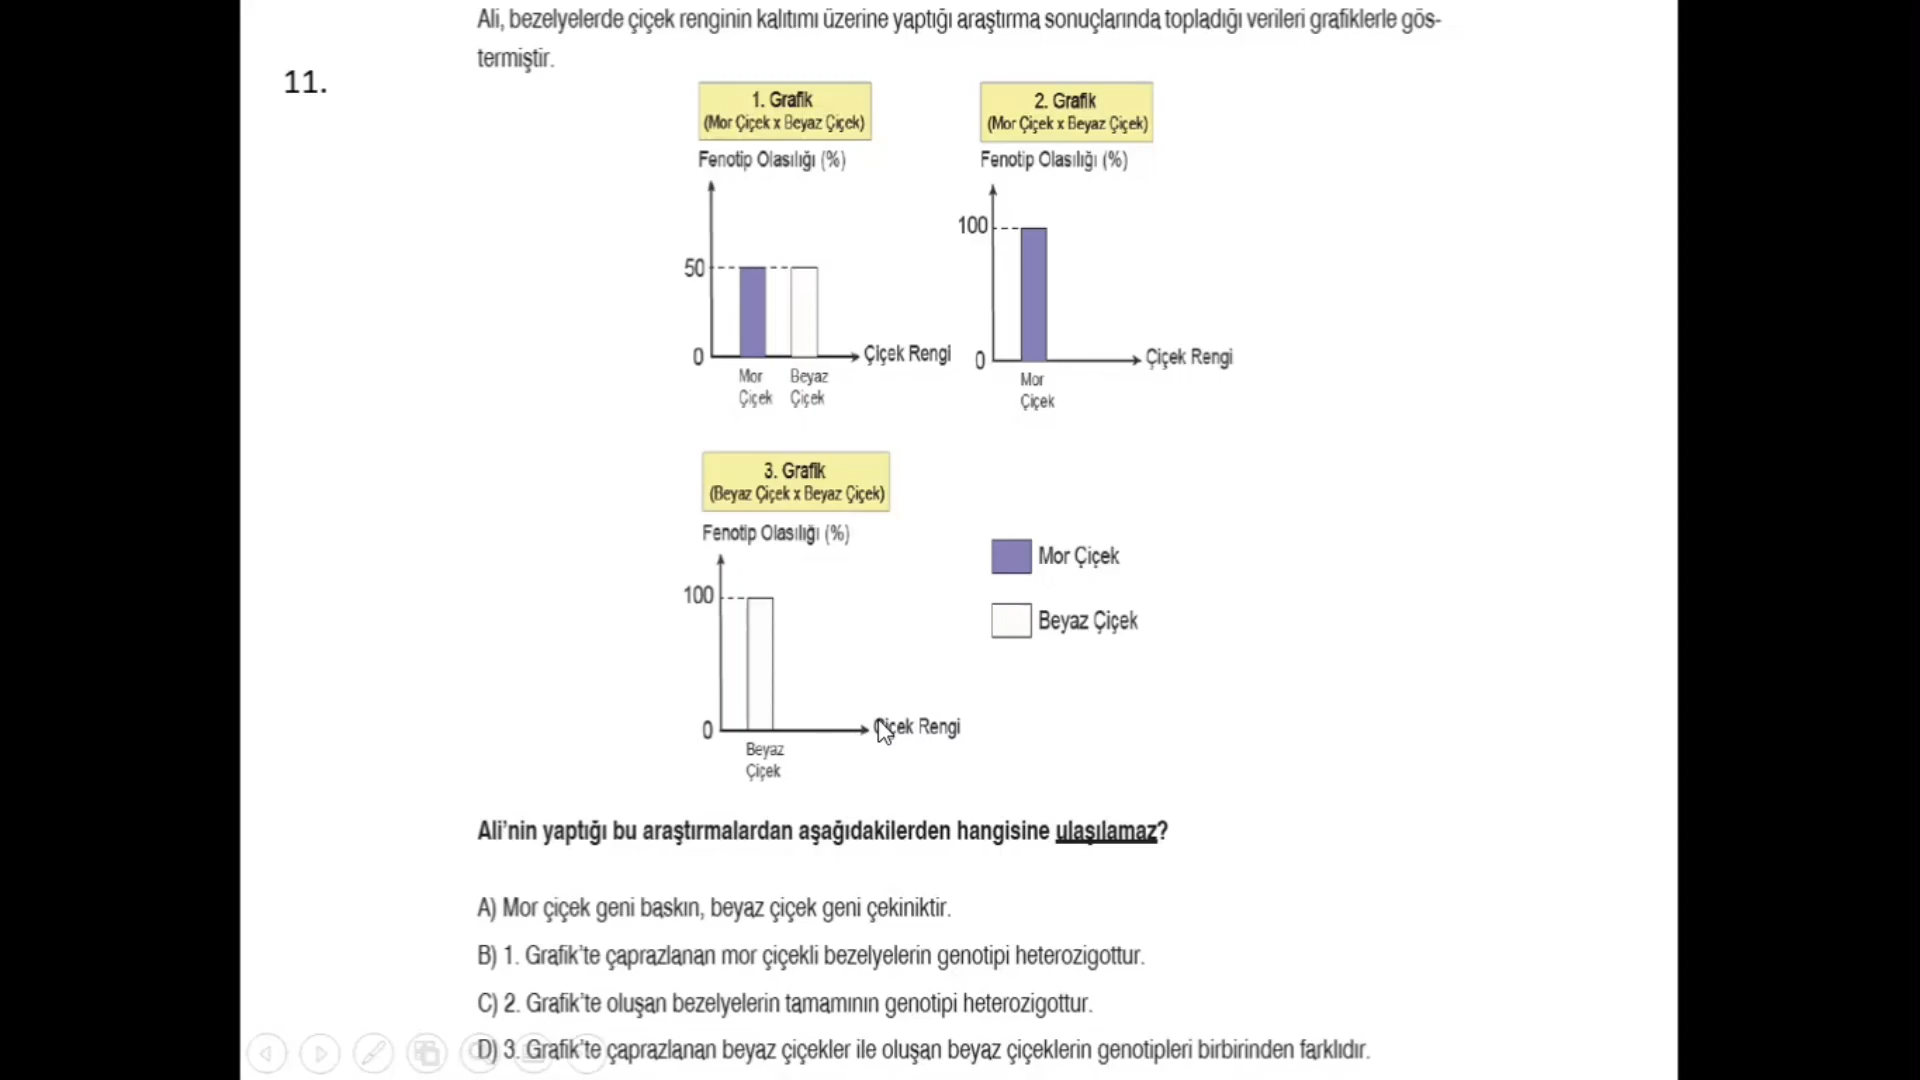 Ali, bezelyelerde çiçek renginin kalıtımı üzerine yaptığı araştırma sonuçlarında topladığı verileri grafiklerle gös-
termiştir.
11.
1. Grafik
(Mor Çiçek x Beyaz Çiçek)
Fenotip Olasılığı (%)
50
0
Çiçek Rengi
Mor Çiçek
Beyaz Çiçek
2. Grafik
(Mor Çiçek x Beyaz Çiçek)
Fenotip Olasılığı (%)
100
0
Çiçek Rengi
Mor
Çiçek
3. Grafik
(Beyaz Çiçek x Beyaz Çiçek)
Fenotip Olasılığı (%)
100
0
Çiçek Rengi
Beyaz
Çiçek
Mor Çiçek
Beyaz Çiçek
Ali'nin yaptığı bu araştırmalardan aşağıdakilerden hangisine ulaşılamaz?
A) Mor çiçek geni baskın, beyaz çiçek geni çekiniktir.
B) 1. Grafik'te çaprazlanan mor çiçekli bezelyelerin genotipi heterozigottur.
C) 2. Grafik'te oluşan bezelyelerin tamamının genotipi heterozigottur.
D) 3. Grafik'te çaprazlanan beyaz çiçekler ile oluşan beyaz çiçeklerin genotipleri birbirinden farklıdır.